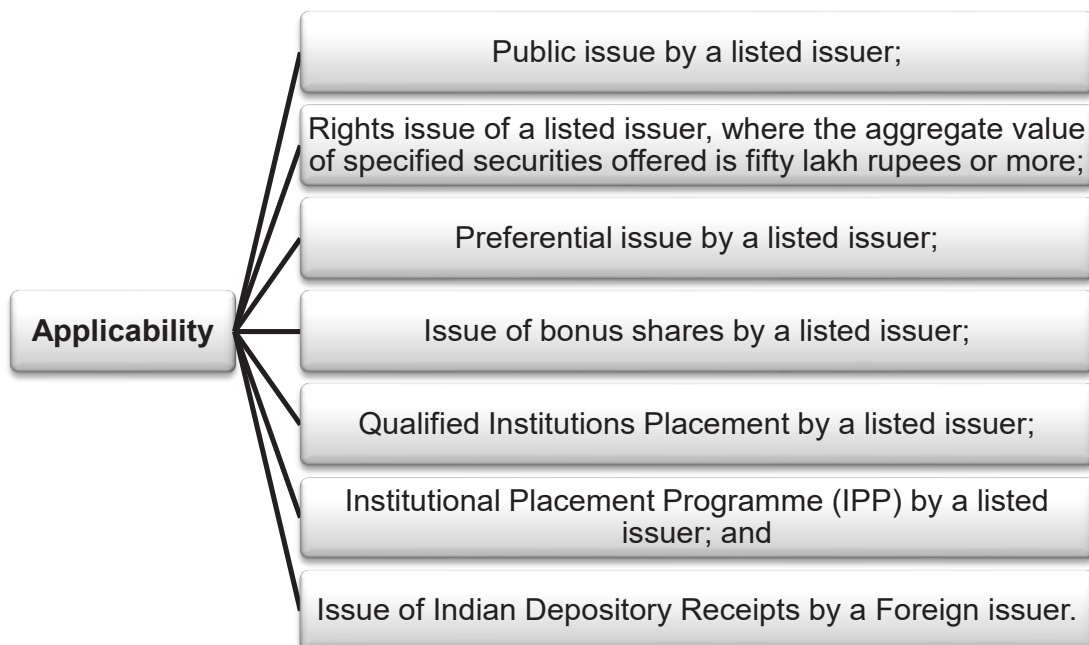 Public issue by a listed issuer;
Rights issue of a listed issuer, where the aggregate value
of specified securities offered is fifty lakh rupees or more;
Preferential issue by a listed issuer;
Applicability
Issue of bonus shares by a listed issuer;
Qualified Institutions Placement by a listed issuer;
Institutional Placement Programme (IPP) by a listed
issuer; and
Issue of Indian Depository Receipts by a Foreign issuer.